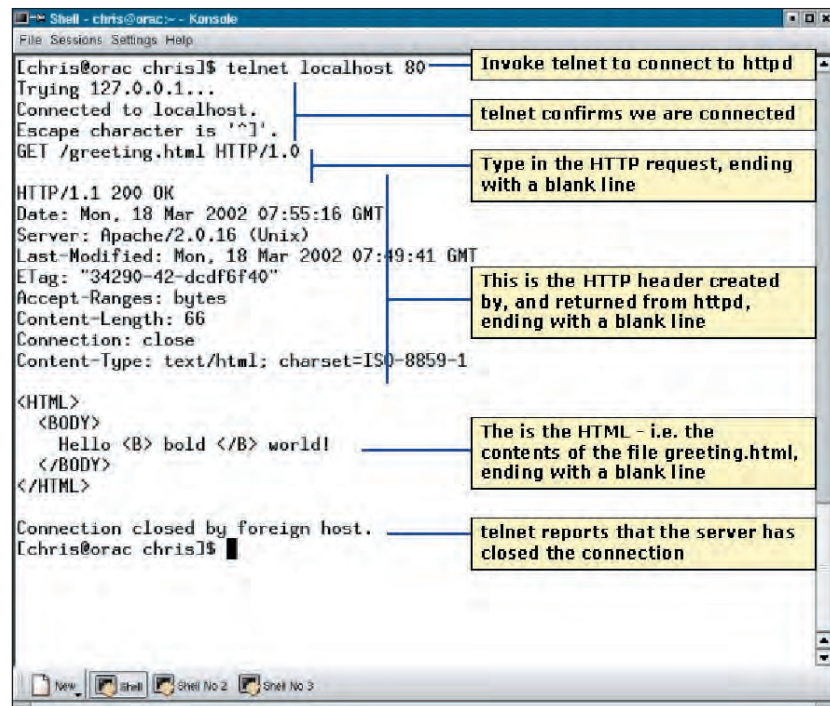 Shell - chris@orac:~ - Konsole
File Sessions Settings Help
[chris@orac chris]$ telnet localhost 80
Trying 127.0.0.1...
Connected to localhost.
Escape character is '^]'.
GET /greeting.html HTTP/1.0
HTTP/1.1 200 OK
Date: Mon, 18 Mar 2002 07:55:16 GMT
Server: Apache/2.0.16 (Unix)
Last-Modified: Mon, 18 Mar 2002 07:49:41 GMT
ETag: "34290-42-dcdf6f40"
Accept-Ranges: bytes
Content-Length: 66
Connection: close
Content-Type: text/html; charset=ISO-8859-1
<HTML>
<BODY>
Hello <B> bold </B> world!
</BODY>
</HTML>
Connection closed by foreign host.
[chris@orac chris]$
Invoke telnet to connect to httpd
telnet confirms we are connected
Type in the HTTP request, ending
with a blank line
This is the HTTP header created
by, and returned from httpd,
ending with a blank line
The is the HTML - i.e. the
contents of the file greeting.html,
ending with a blank line
telnet reports that the server has
closed the connection
New Shell Shell No 2 Shell No 3